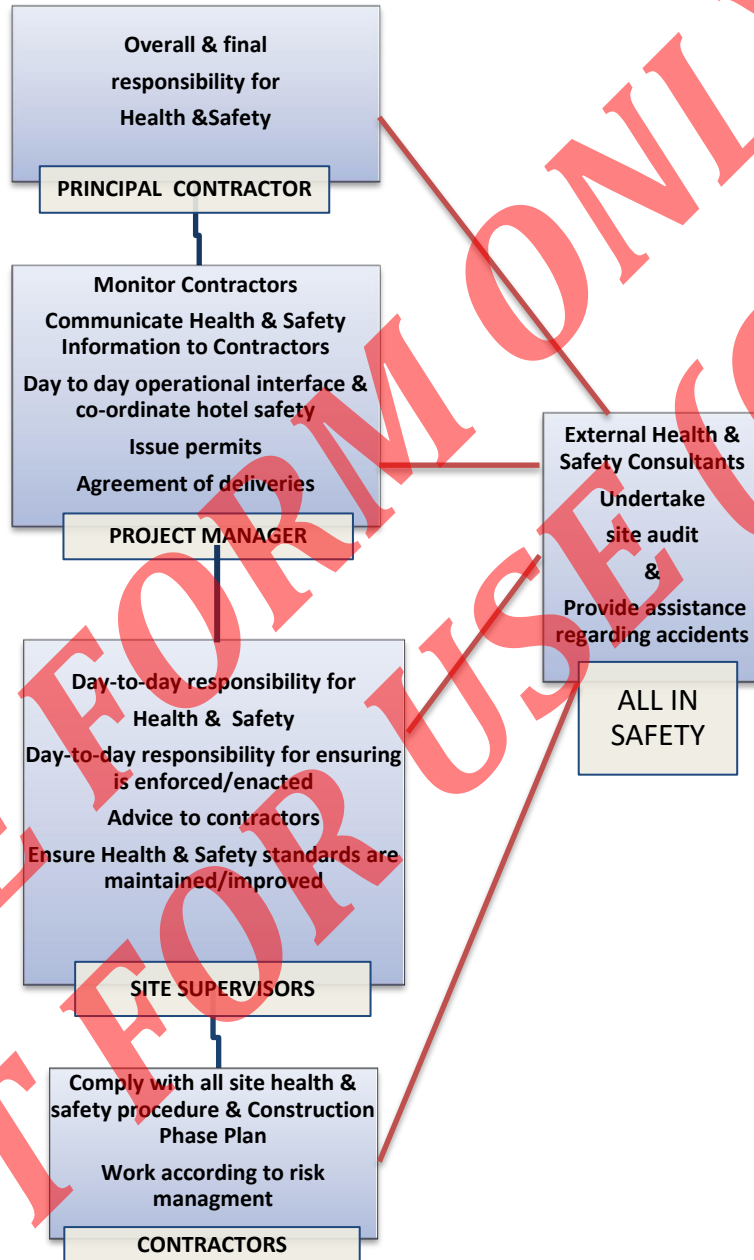 Overall & final
responsibility for
Health &Safety
PRINCIPAL CONTRACTOR
Monitor Contractors
Communicate Health & Safety
Information to Contractors
Day to day operational interface &
co-ordinate hotel safety
Issue permits
Agreement of deliveries
PROJECT MANAGER
External Health &
Safety Consultants
Undertake
site audit
&
Provide assistance
regarding accidents
ALL IN
SAFETY
Day-to-day responsibility for
Health & Safety
Day-to-day responsibility for ensuring
is enforced/enacted
Advice to contractors
Ensure Health & Safety standards are
maintained/improved
SITE SUPERVISORS
Comply with all site health &
safety procedure & Construction
Phase Plan
Work according to risk
managment
CONTRACTORS
E FORM ONL
T FOR USE (